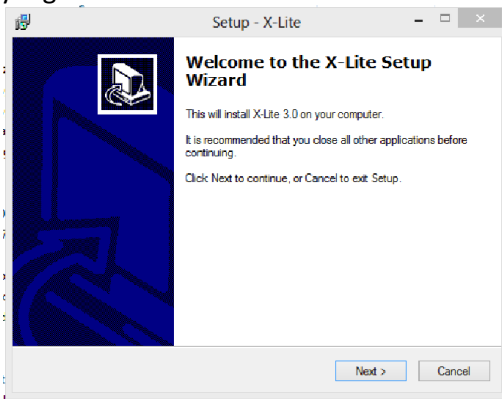 Setup - X-Lite
Welcome to the X-Lite Setup
Wizard
This will install X-Lite 3.0 on your computer.
It is recommended that you close all other applications before
continuing.
Click Next to continue, or Cancel to exit Setup.
Next >
Cancel